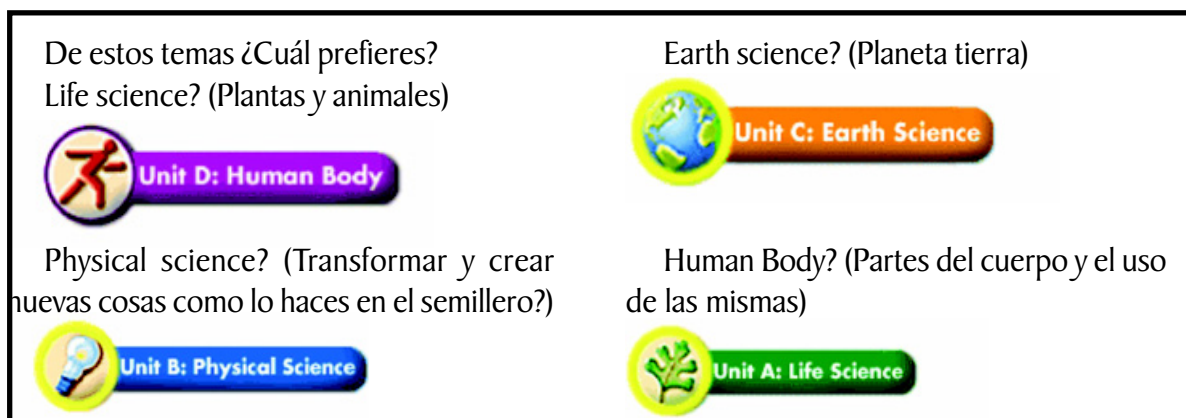 De estos temas ¿Cuál prefieres?
Life science? (Plantas y animales)
Unit D: Human Body
Earth science? (Planeta tierra)
Unit C: Earth Science
Physical science? (Transformar y crear
nuevas cosas como lo haces en el semillero?)
Unit B: Physical Science
Human Body? (Partes del cuerpo y el uso
de las mismas)
Unit A: Life Science